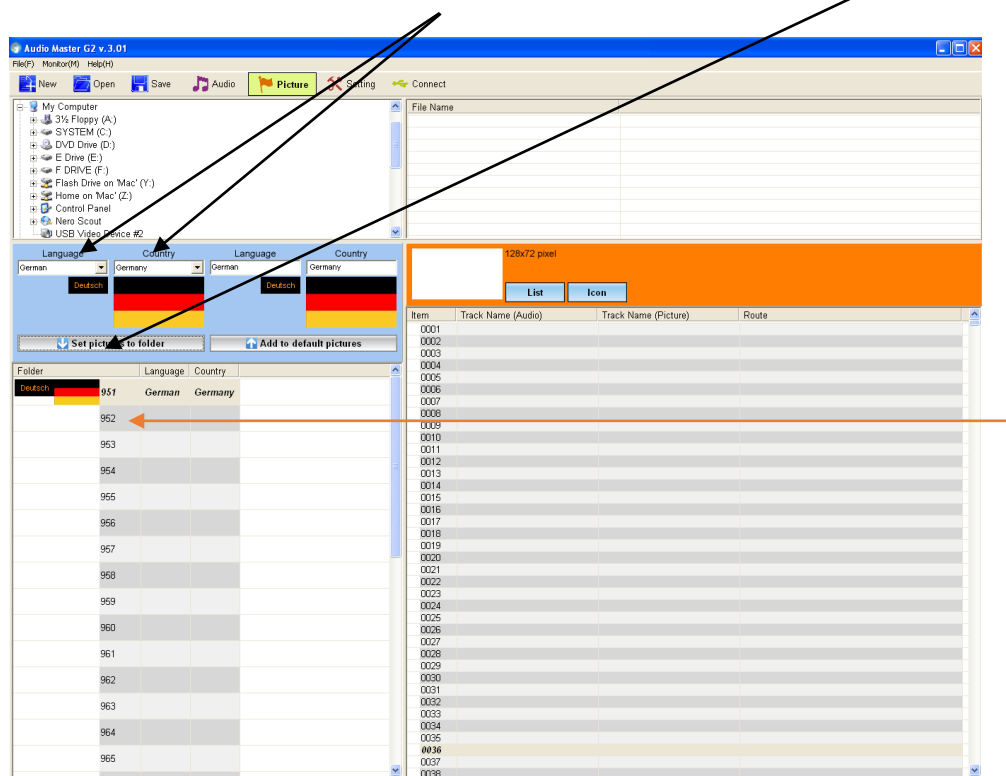 Audio Master G2 v.3.01
File(F) Monitor(M) Help(H)
New Open Save Audio Picture Setting Connect
My Computer
3½ Floppy (A:)
SYSTEM (C:)
DVD Drive (D:)
E Drive (E:)
F DRIVE (F:)
Flash Drive on 'Mac' (Y:)
Home on 'Mac' (Z:)
Control Panel
Nero Scout
USB Video Device #2
File Name
Language Country Language Country
German Germany German Germany
Deutsch Deutsch
Set pictures to folder Add to default pictures
128x72 pixel
List Icon
Folder Language Country
Deutsch 951 German Germany
952
953
954
955
956
957
958
959
960
961
962
963
964
965
Item Track Name (Audio) Track Name (Picture) Route
0001
0002
0003
0004
0005
0006
0007
0008
0009
0010
0011
0012
0013
0014
0015
0016
0017
0018
0019
0020
0021
0022
0023
0024
0025
0026
0027
0028
0029
0030
0031
0032
0033
0034
0035
0036
0037
0038